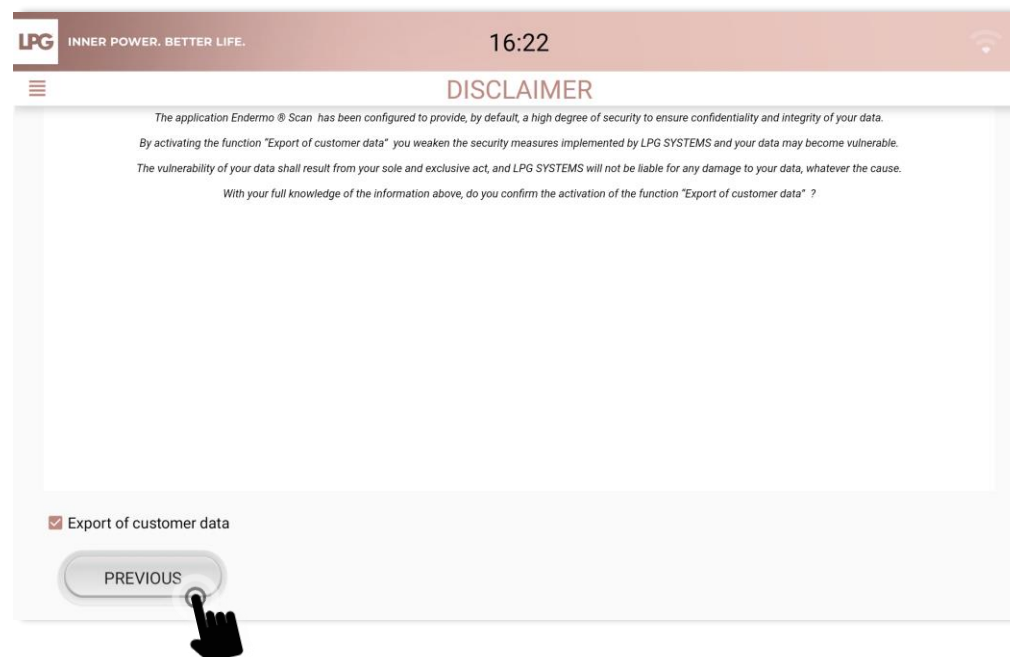 LPG INNER POWER. BETTER LIFE. 16:22
DISCLAIMER
The application Endermo ® Scan has been configured to provide, by default, a high degree of security to ensure confidentiality and integrity of your data.
By activating the function "Export of customer data" you weaken the security measures implemented by LPG SYSTEMS and your data may become vulnerable.
The vulnerability of your data shall result from your sole and exclusive act, and LPG SYSTEMS will not be liable for any damage to your data, whatever the cause.
With your full knowledge of the information above, do you confirm the activation of the function "Export of customer data" ?
Export of customer data
PREVIOUS